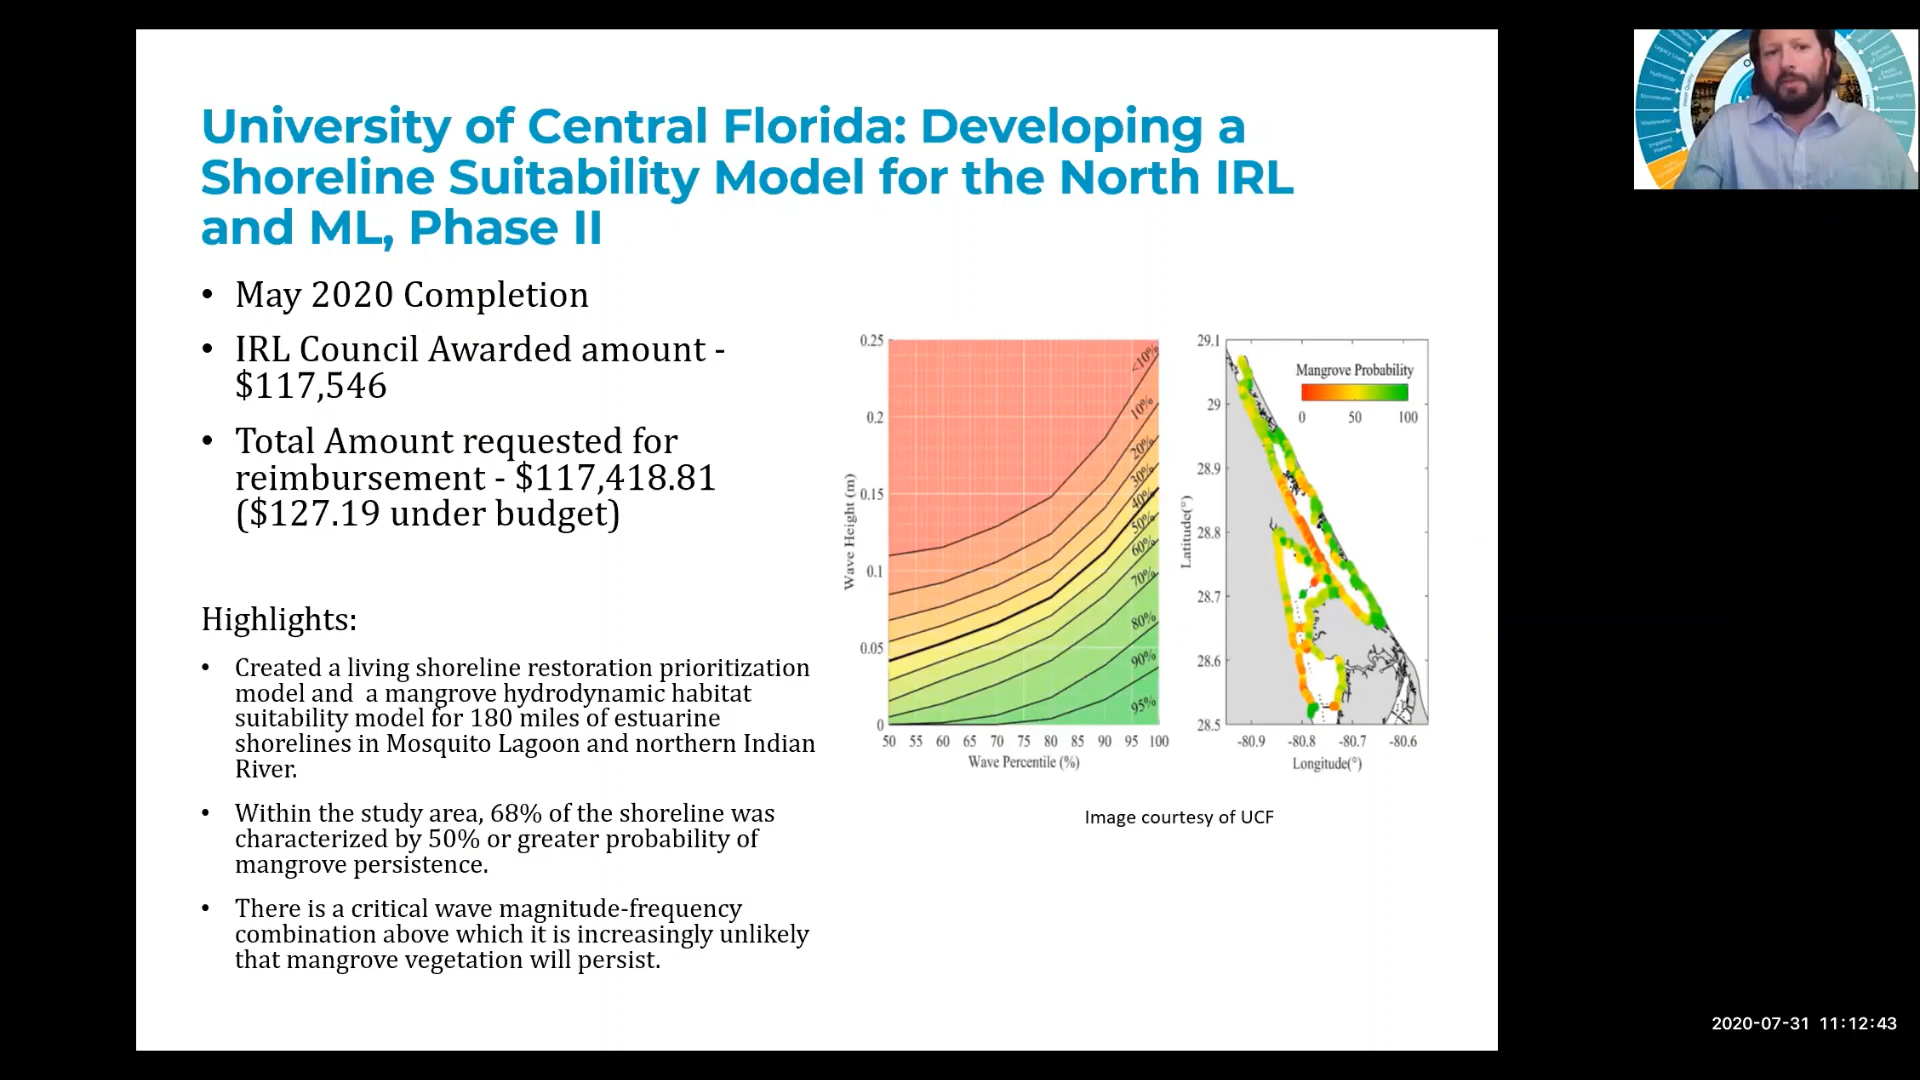 University of Central Florida: Developing a
Shoreline Suitability Model for the North IRL
and ML, Phase II
• May 2020 Completion
• IRL Council Awarded amount -
$117,546
• Total Amount requested for
reimbursement - $117,418.81
($127.19 under budget)
Highlights:
• Created a living shoreline restoration prioritization
model and a mangrove hydrodynamic habitat
suitability model for 180 miles of estuarine
shorelines in Mosquito Lagoon and northern Indian
River.
• Within the study area, 68% of the shoreline was
characterized by 50% or greater probability of
mangrove persistence.
• There is a critical wave magnitude-frequency
combination above which it is increasingly unlikely
that mangrove vegetation will persist.
0.25
0.2
0.15
0.1
0.05
0
Wave Height (m)
<10%
10%
20%
30%
40%
50%
60%
70%
80%
90%
95%
50 55 60 65 70 75 80 85 90 95 100
Wave Percentile (%)
29.1
29
28.9
28.8
28.7
28.6
28.5
Latitude(°)
Mangrove Probability
0 50 100
-80.9 -80.8 -80.7 -80.6
Longitude(°)
Image courtesy of UCF
Legacy Loads
Hydrology
Stormwater
Wastewater
Impaired
Waters
2020-07-31 11:12:43